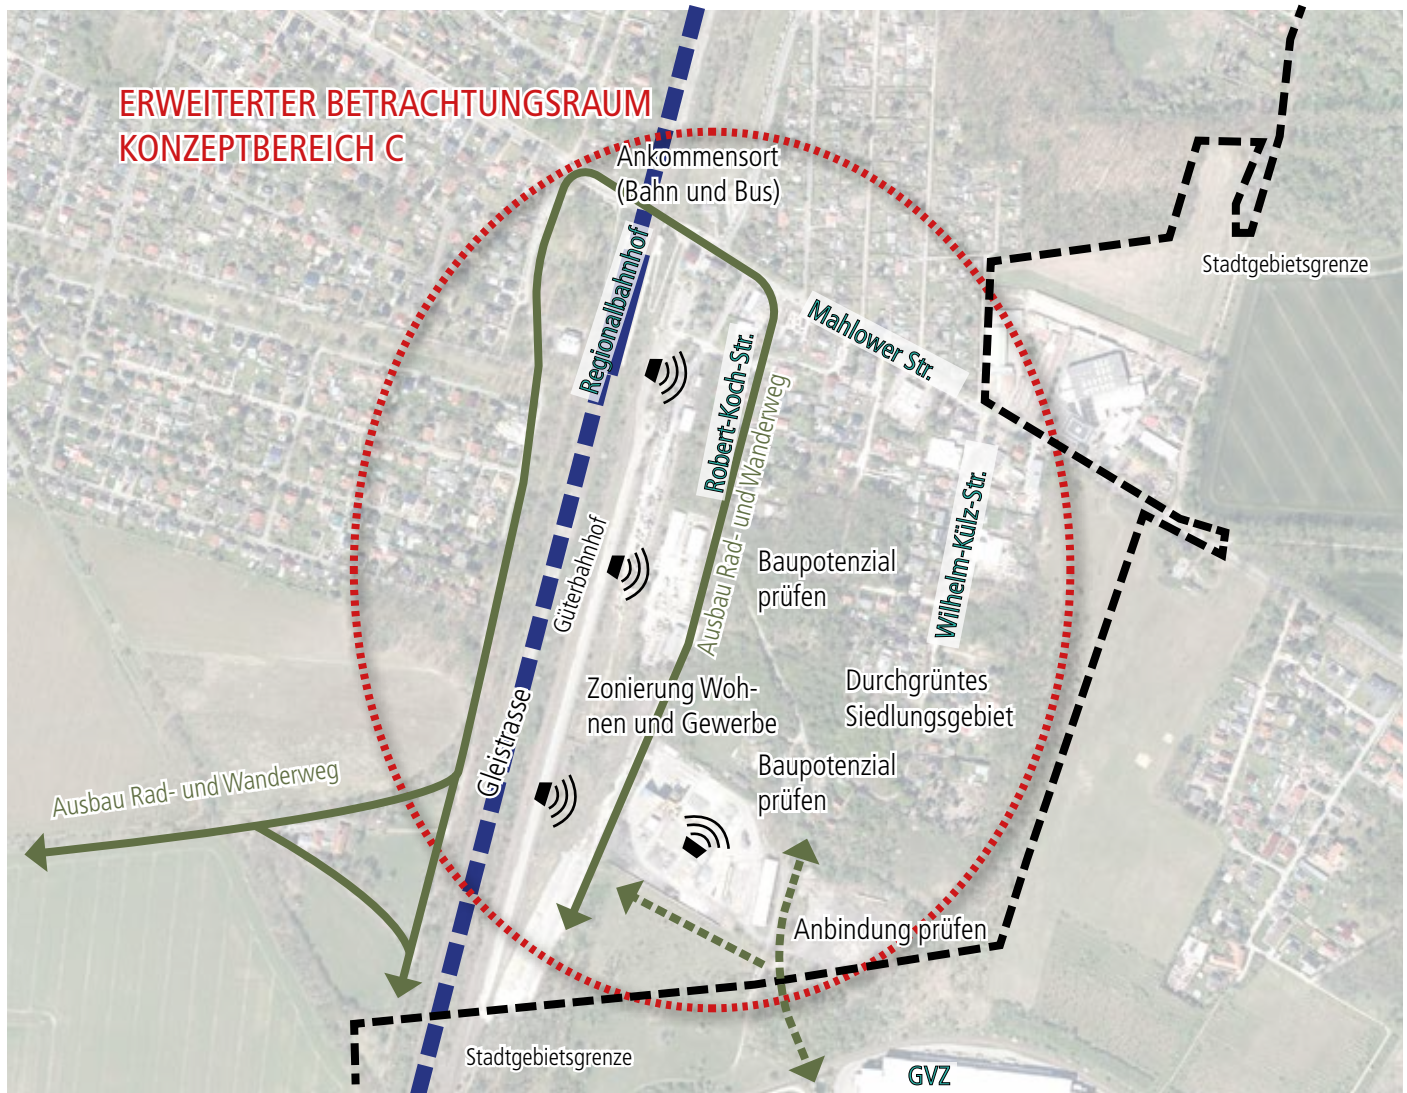 ERWEITERTER BETRACHTUNGSRAUM
KONZEPTBEREICH C
Ankommensort
(Bahn und Bus)
Stadtgebietsgrenze
Regionalbahnhof
Mahlower Str.
Robert-Koch-Str.
Ausbau Rad- und Wanderweg
Wilhelm-Külz-Str.
Güterbahnhof
Baupotenzial
prüfen
Zonierung Woh-
nen und Gewerbe
Durchgrüntes
Siedlungsgebiet
Gleistrasse
Baupotenzial
prüfen
Ausbau Rad- und Wanderweg
Anbindung prüfen
Stadtgebietsgrenze
GVZ